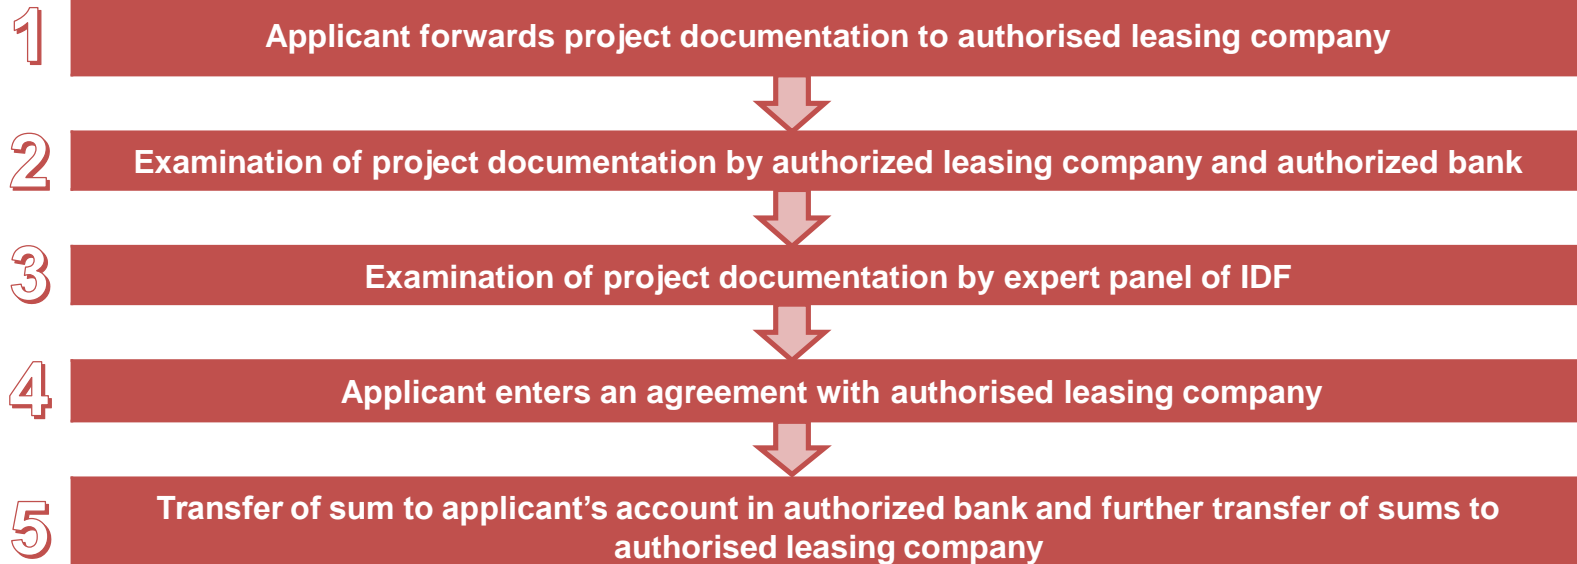 1
Applicant forwards project documentation to authorised leasing company
2
Examination of project documentation by authorized leasing company and authorized bank
3
Examination of project documentation by expert panel of IDF
4
Applicant enters an agreement with authorised leasing company
5
Transfer of sum to applicant’s account in authorized bank and further transfer of sums to
authorised leasing company